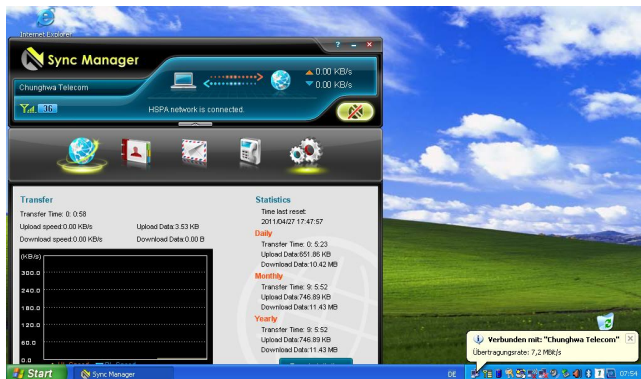 Internet Explorer
? – ×
Sync Manager
Chunghwa Telecom
0.00 KB/s
0.00 KB/s
3G
HSPA network is connected.
Transfer
Transfer Time: 0: 0:58
Upload speed:0.00 KB/s
Upload Data:3.53 KB
Download speed:0.00 KB/s
Download Data:0.00 B
(KB/s)
300.0
240.0
180.0
120.0
60.0
0.0
Statistics
Time last reset:
2011/04/27 17:47:57
Daily
Transfer Time: 0: 5:23
Upload Data:651.86 KB
Download Data:10.42 MB
Monthly
Transfer Time: 9: 5:52
Upload Data:746.89 KB
Download Data:11.43 MB
Yearly
Transfer Time: 9: 5:52
Upload Data:746.89 KB
Download Data:11.43 MB
Verbunden mit: "Chunghwa Telecom"
Übertragungsrate: 7,2 MBit/s
Start
Sync Manager
DE
07:54